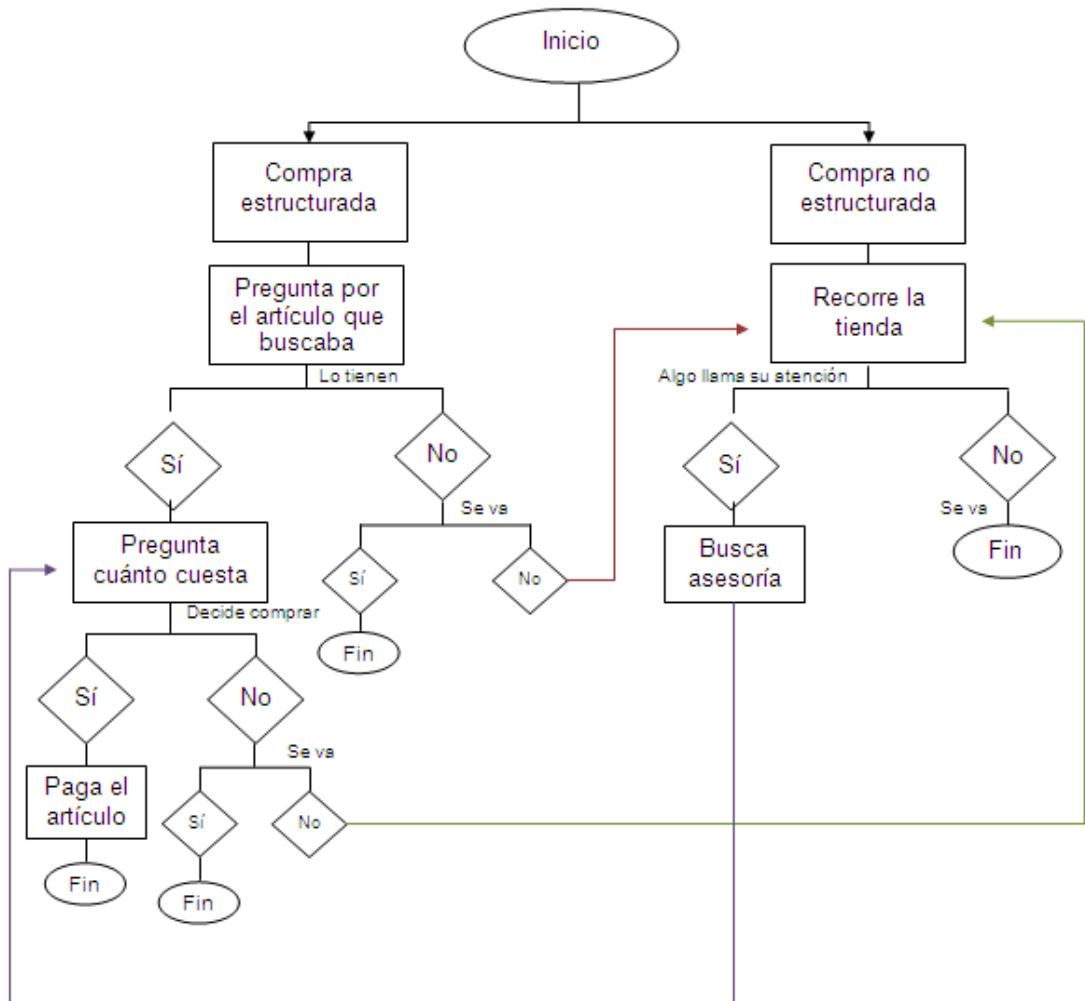 Inicio
Compra
estructurada
Compra no
estructurada
Pregunta por
el artículo que
buscaba
Recorre la
tienda
Lo tienen
Algo llama su atención
Sí
No
Sí
No
Se va
Se va
Pregunta
cuánto cuesta
Sí
No
Busca
asesoría
Fin
Decide comprar
Fin
Sí
No
Se va
Paga el
artículo
Sí
No
Fin
Fin